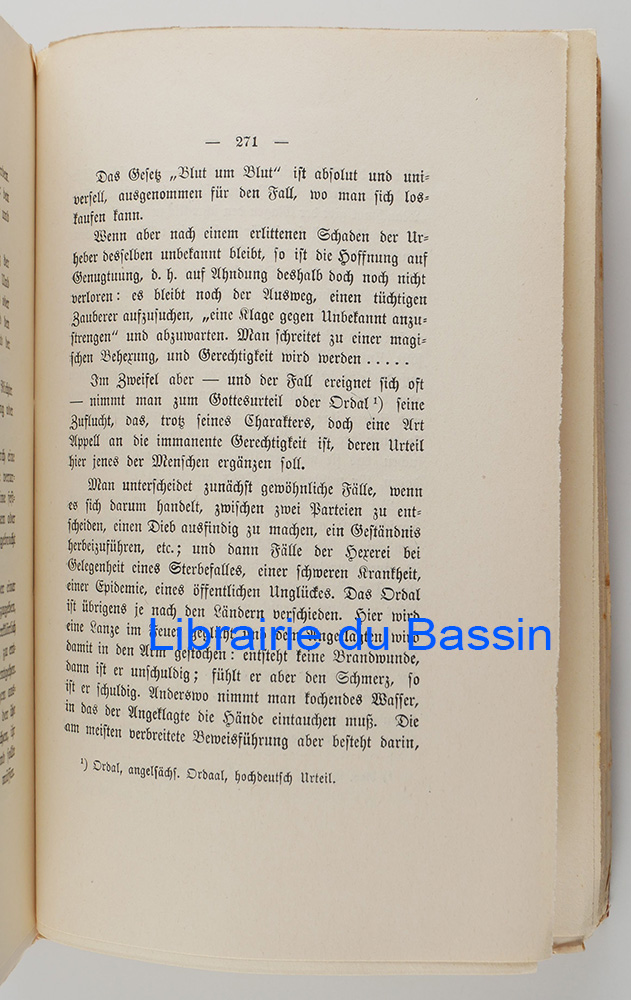 — 271 —
Das Gesetz „Blut um Blut“ ist absolut und uni-
versell, ausgenommen für den Fall, wo man sich los-
kaufen kann.
Wenn aber nach einem erlittenen Schaden der Ur-
heber desselben unbekannt bleibt, so ist die Hoffnung auf
Genugtuung, d. h. auf Ahndung deshalb doch noch nicht
verloren: es bleibt noch der Ausweg, einen tüchtigen
Zauberer aufzusuchen, „eine Klage gegen Unbekannt anzu-
strengen“ und abzuwarten. Man schreitet zu einer magi-
schen Behexung, und Gerechtigkeit wird werden . . . . .
Im Zweifel aber — und der Fall ereignet sich oft
— nimmt man zum Gottesurteil oder Ordal ¹) seine
Zuflucht, das, trotz seines Charakters, doch eine Art
Appell an die immanente Gerechtigkeit ist, deren Urteil
hier jenes der Menschen ergänzen soll.
Man unterscheidet zunächst gewöhnliche Fälle, wenn
es sich darum handelt, zwischen zwei Parteien zu ent-
scheiden, einen Dieb ausfindig zu machen, ein Geständnis
herbeizuführen, etc.; und dann Fälle der Hexerei bei
Gelegenheit eines Sterbefalles, einer schweren Krankheit,
einer Epidemie, eines öffentlichen Unglückes. Das Ordal
ist übrigens je nach den Ländern verschieden. Hier wird
eine Lanze im Feuer geglüht und dem Angeklagten wird
Librairie du Bassin
damit in den Arm gestochen: entsteht keine Brandwunde,
dann ist er unschuldig; fühlt er aber den Schmerz, so
ist er schuldig. Anderswo nimmt man kochendes Wasser,
in das der Angeklagte die Hände eintauchen muß. Die
am meisten verbreitete Beweisführung aber besteht darin,
¹) Ordal, angelsächs. Ordaal, hochdeutsch Urteil.